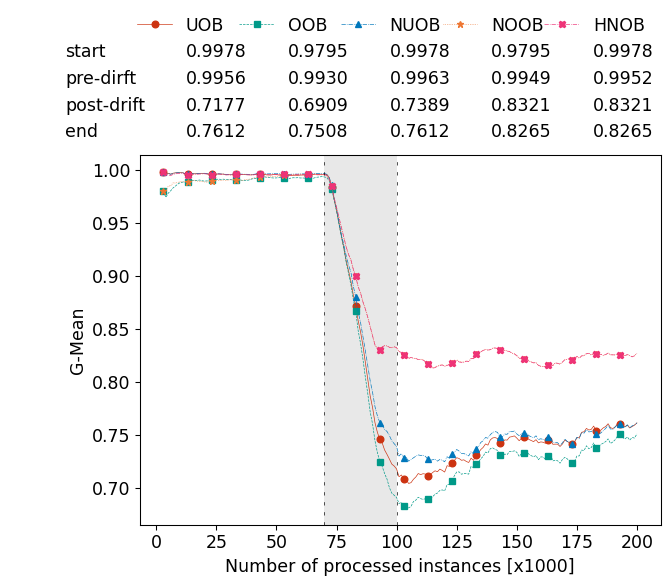 UOB OOB NUOB NOOB HNOB
start 0.9978 0.9795 0.9978 0.9795 0.9978
pre-dirft 0.9956 0.9930 0.9963 0.9949 0.9952
post-drift 0.7177 0.6909 0.7389 0.8321 0.8321
end 0.7612 0.7508 0.7612 0.8265 0.8265
1.00
0.95
0.90
0.85
0.80
0.75
0.70
G-Mean
0 25 50 75 100 125 150 175 200
Number of processed instances [x1000]